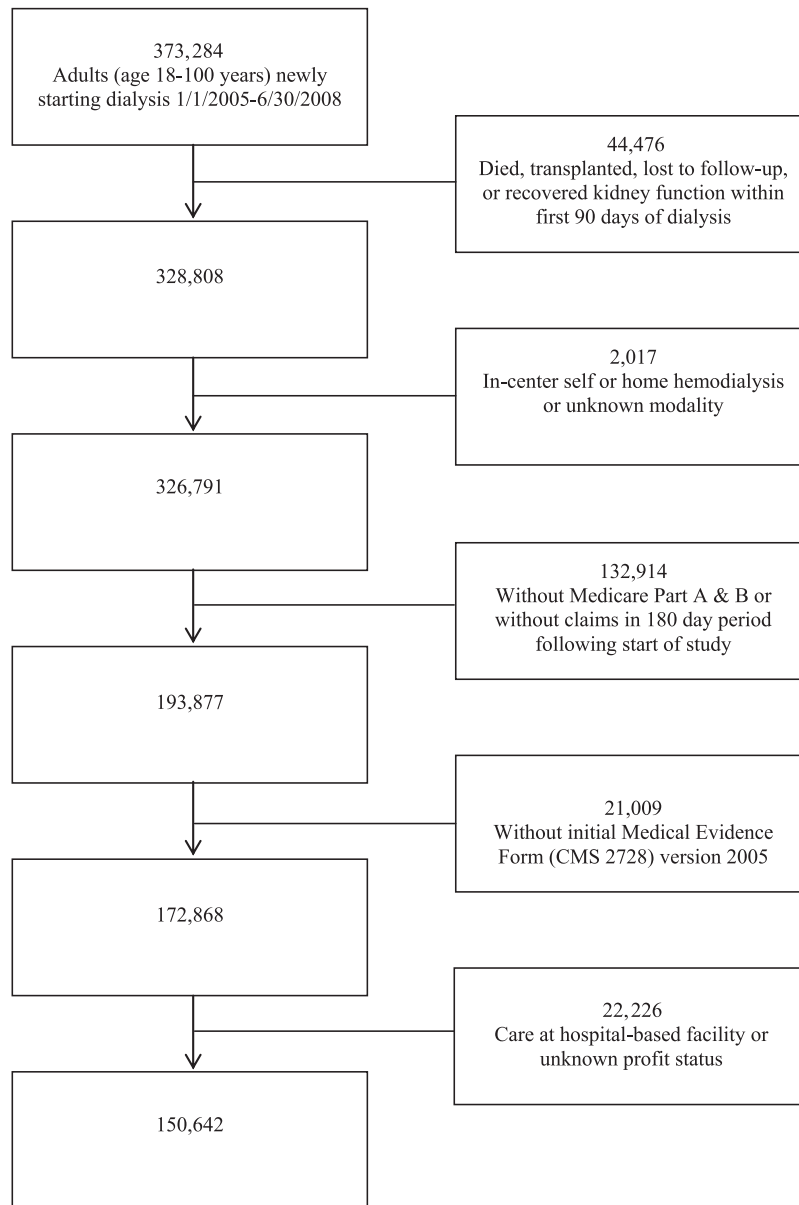 373,284
Adults (age 18-100 years) newly
starting dialysis 1/1/2005-6/30/2008
44,476
Died, transplanted, lost to follow-up,
or recovered kidney function within
first 90 days of dialysis
328,808
2,017
In-center self or home hemodialysis
or unknown modality
326,791
132,914
Without Medicare Part A & B or
without claims in 180 day period
following start of study
193,877
21,009
Without initial Medical Evidence
Form (CMS 2728) version 2005
172,868
22,226
Care at hospital-based facility or
unknown profit status
150,642